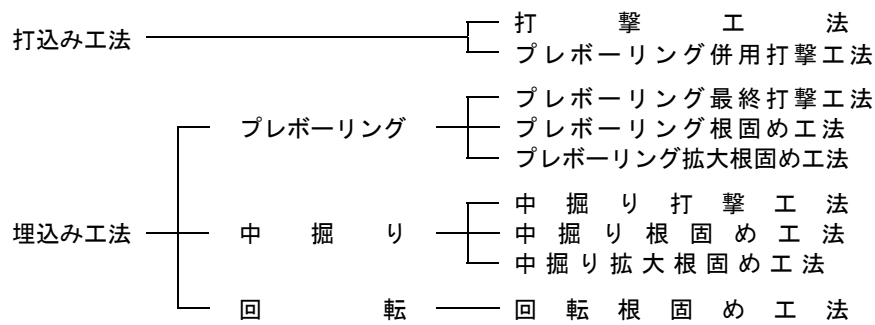 打撃工法
打込み工法
プレボーリング併用打撃工法
プレボーリング最終打撃工法
プレボーリング
プレボーリング根固め工法
プレボーリング拡大根固め工法
中掘り打撃工法
埋込み工法
中掘り
中掘り根固め工法
中掘り拡大根固め工法
回転
回転根固め工法